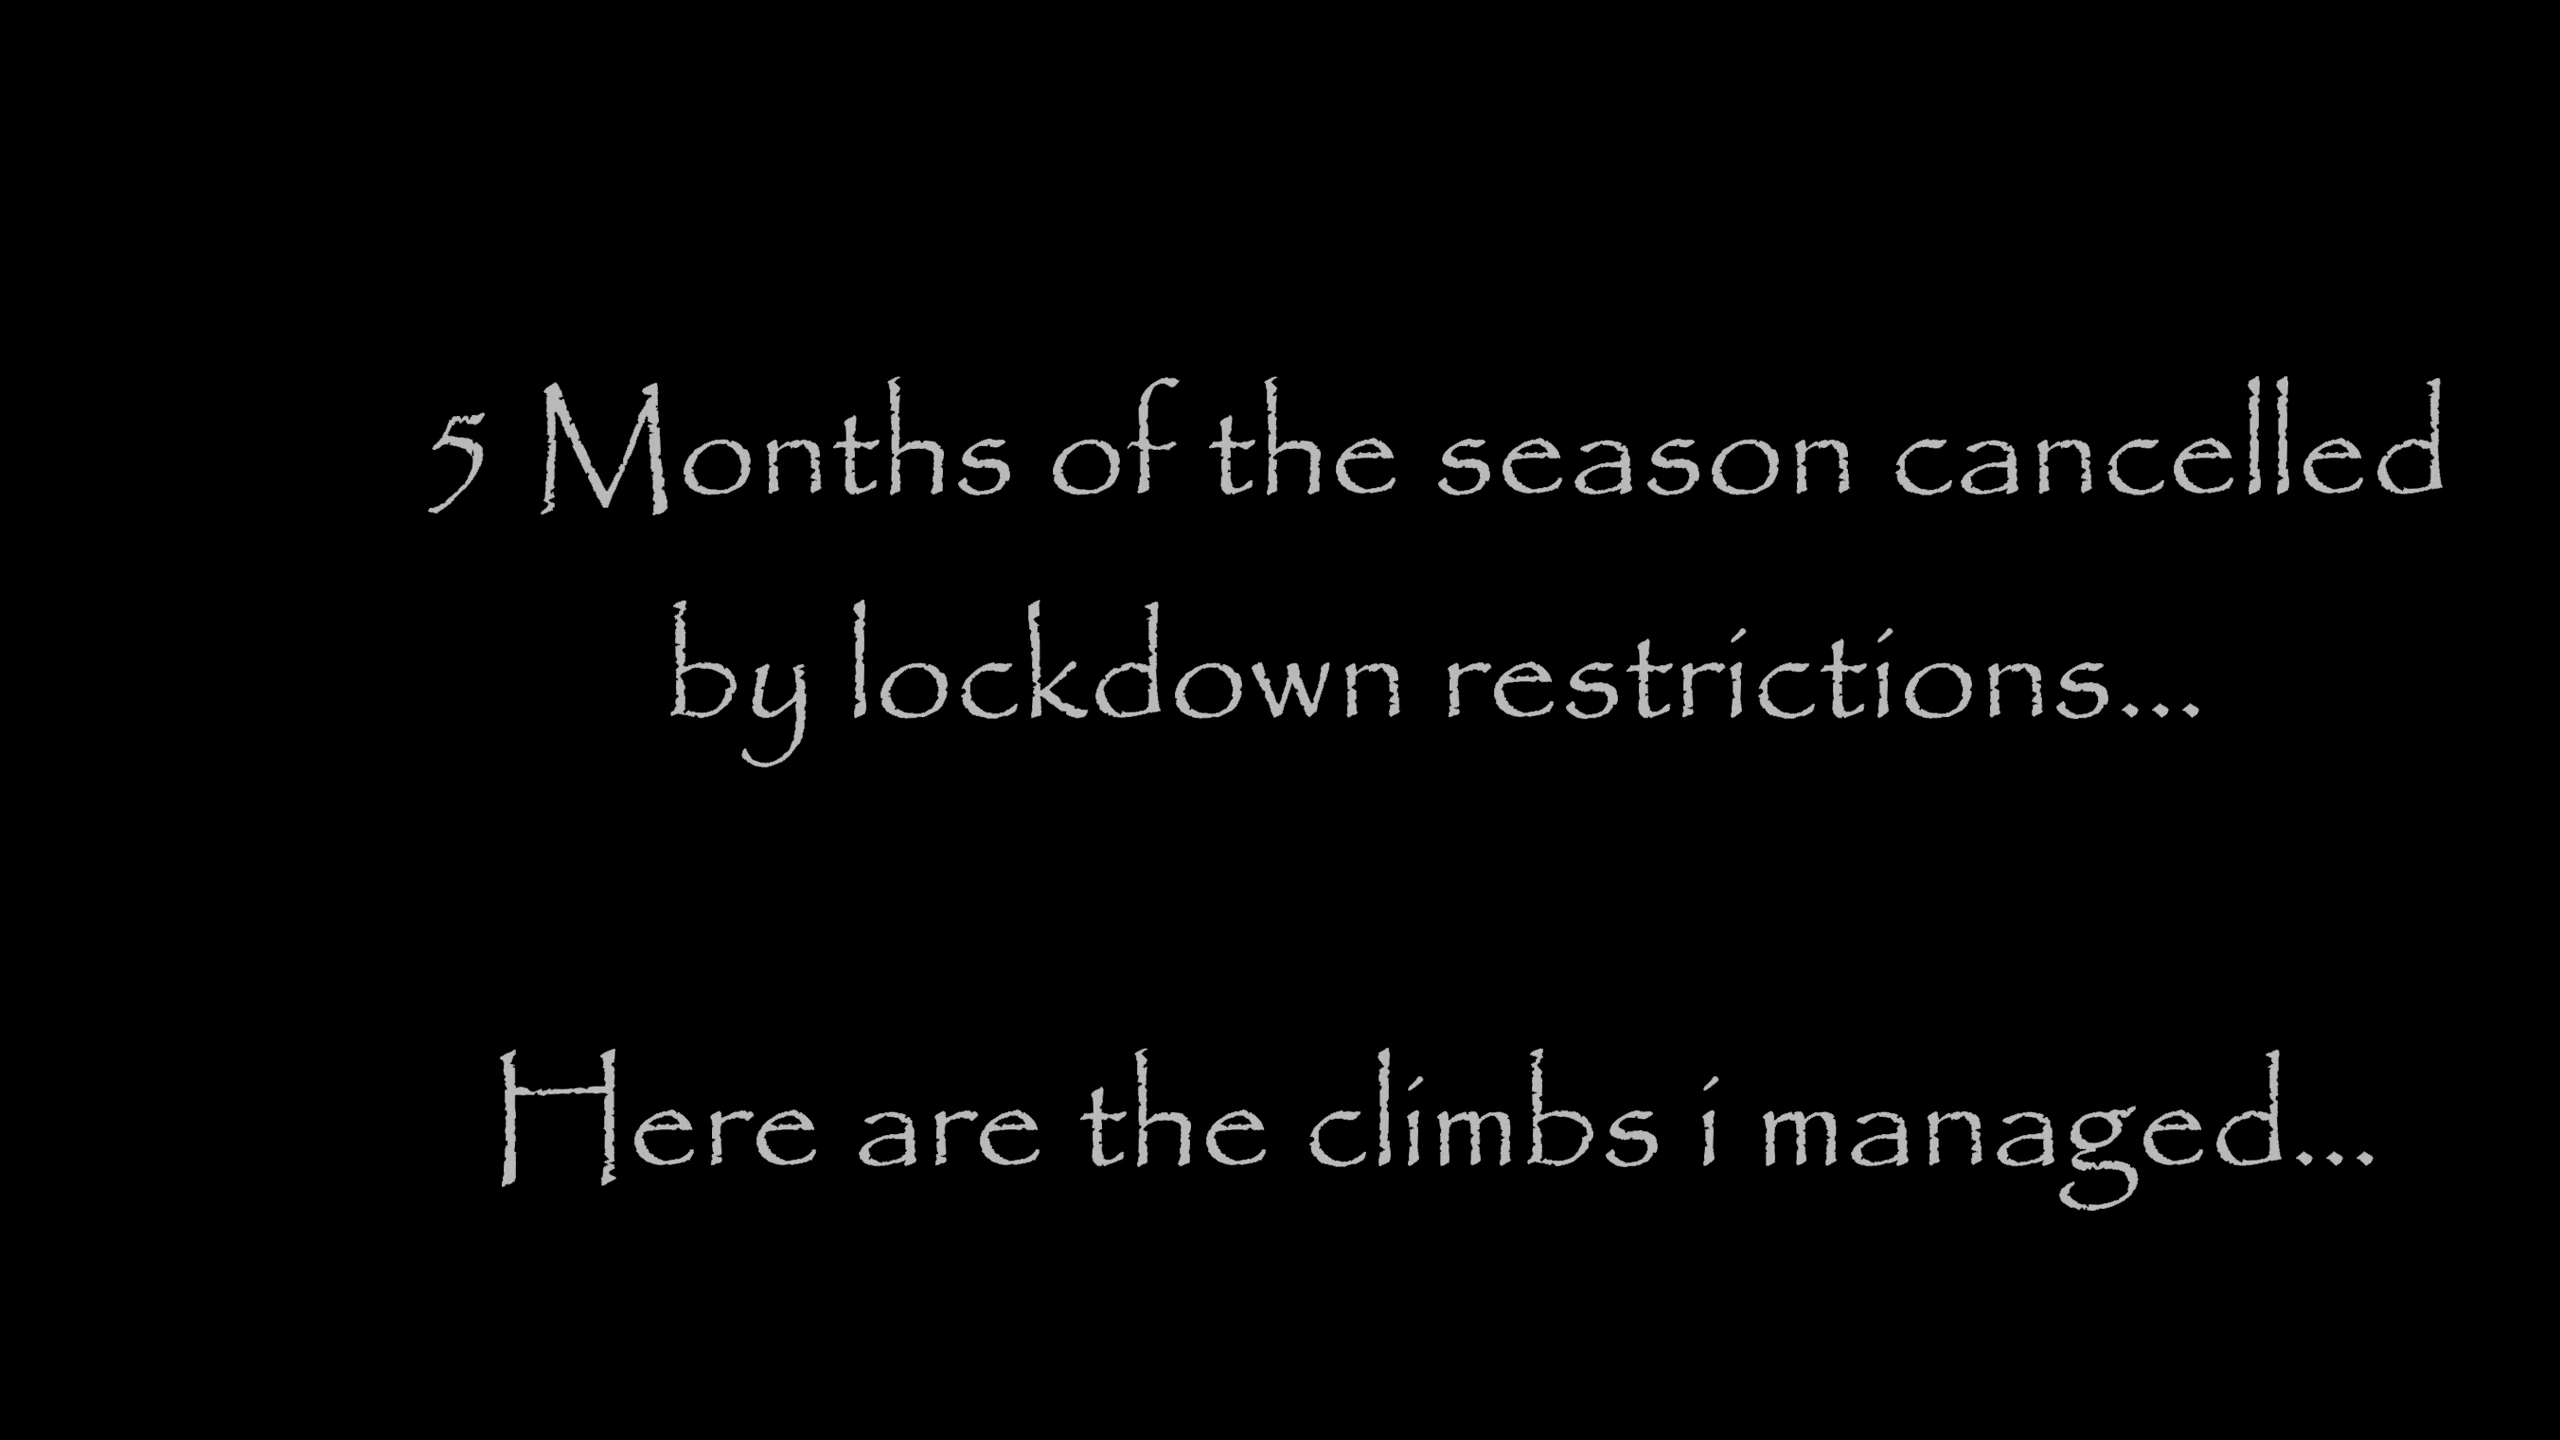 5 Months of the season cancelled
by lockdown restrictions...
Here are the climbs i managed...